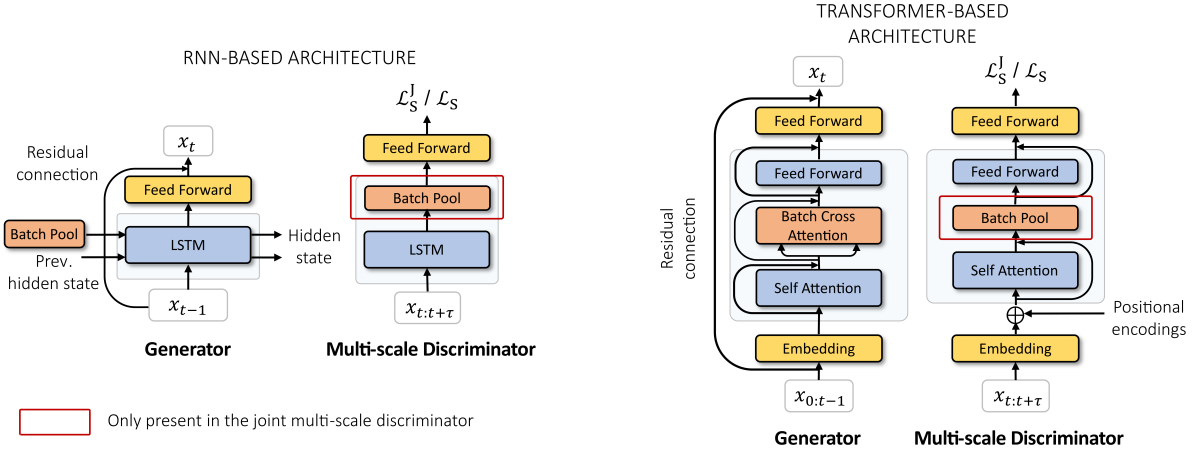 RNN-BASED ARCHITECTURE
x_t
Residual
connection
Feed Forward
Batch Pool
LSTM
Hidden
state
Prev.
hidden state
x_{t−1}
Generator
ℒ_S^J / ℒ_S
Feed Forward
Batch Pool
LSTM
x_{t:t+τ}
Multi-scale Discriminator
Only present in the joint multi-scale discriminator
TRANSFORMER-BASED
ARCHITECTURE
x_t
Feed Forward
Feed Forward
Batch Cross
Attention
Self Attention
Residual
connection
Embedding
x_{0:t−1}
Generator
ℒ_S^J / ℒ_S
Feed Forward
Feed Forward
Batch Pool
Self Attention
Positional
encodings
Embedding
x_{t:t+τ}
Multi-scale Discriminator